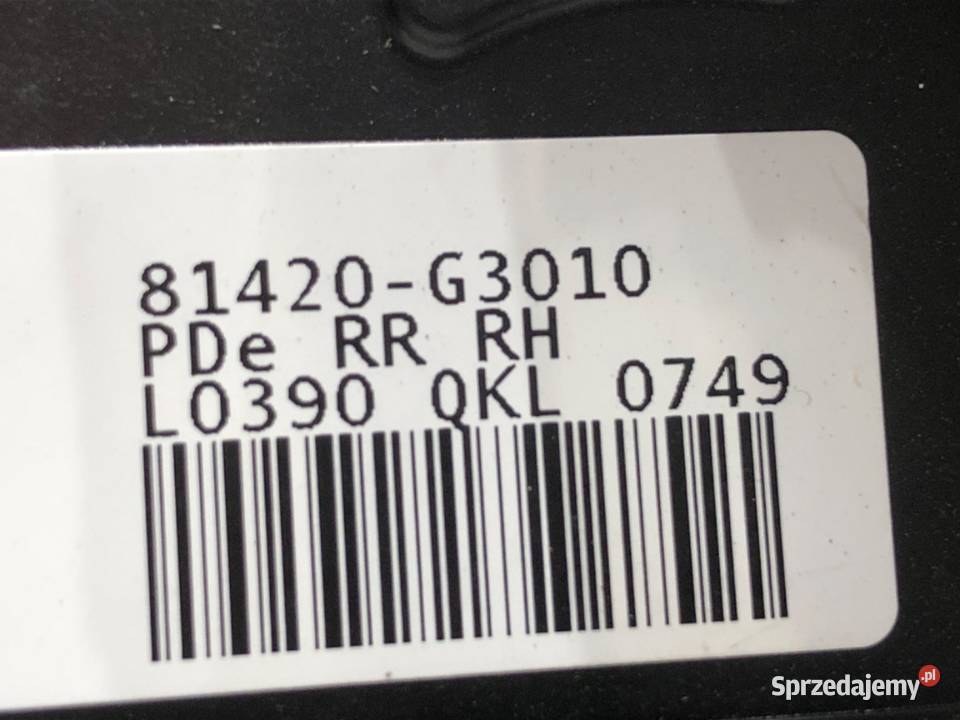 81420-G3010
PDe RR RH
L0390 QKL 0749
Sprzedajemy.pl